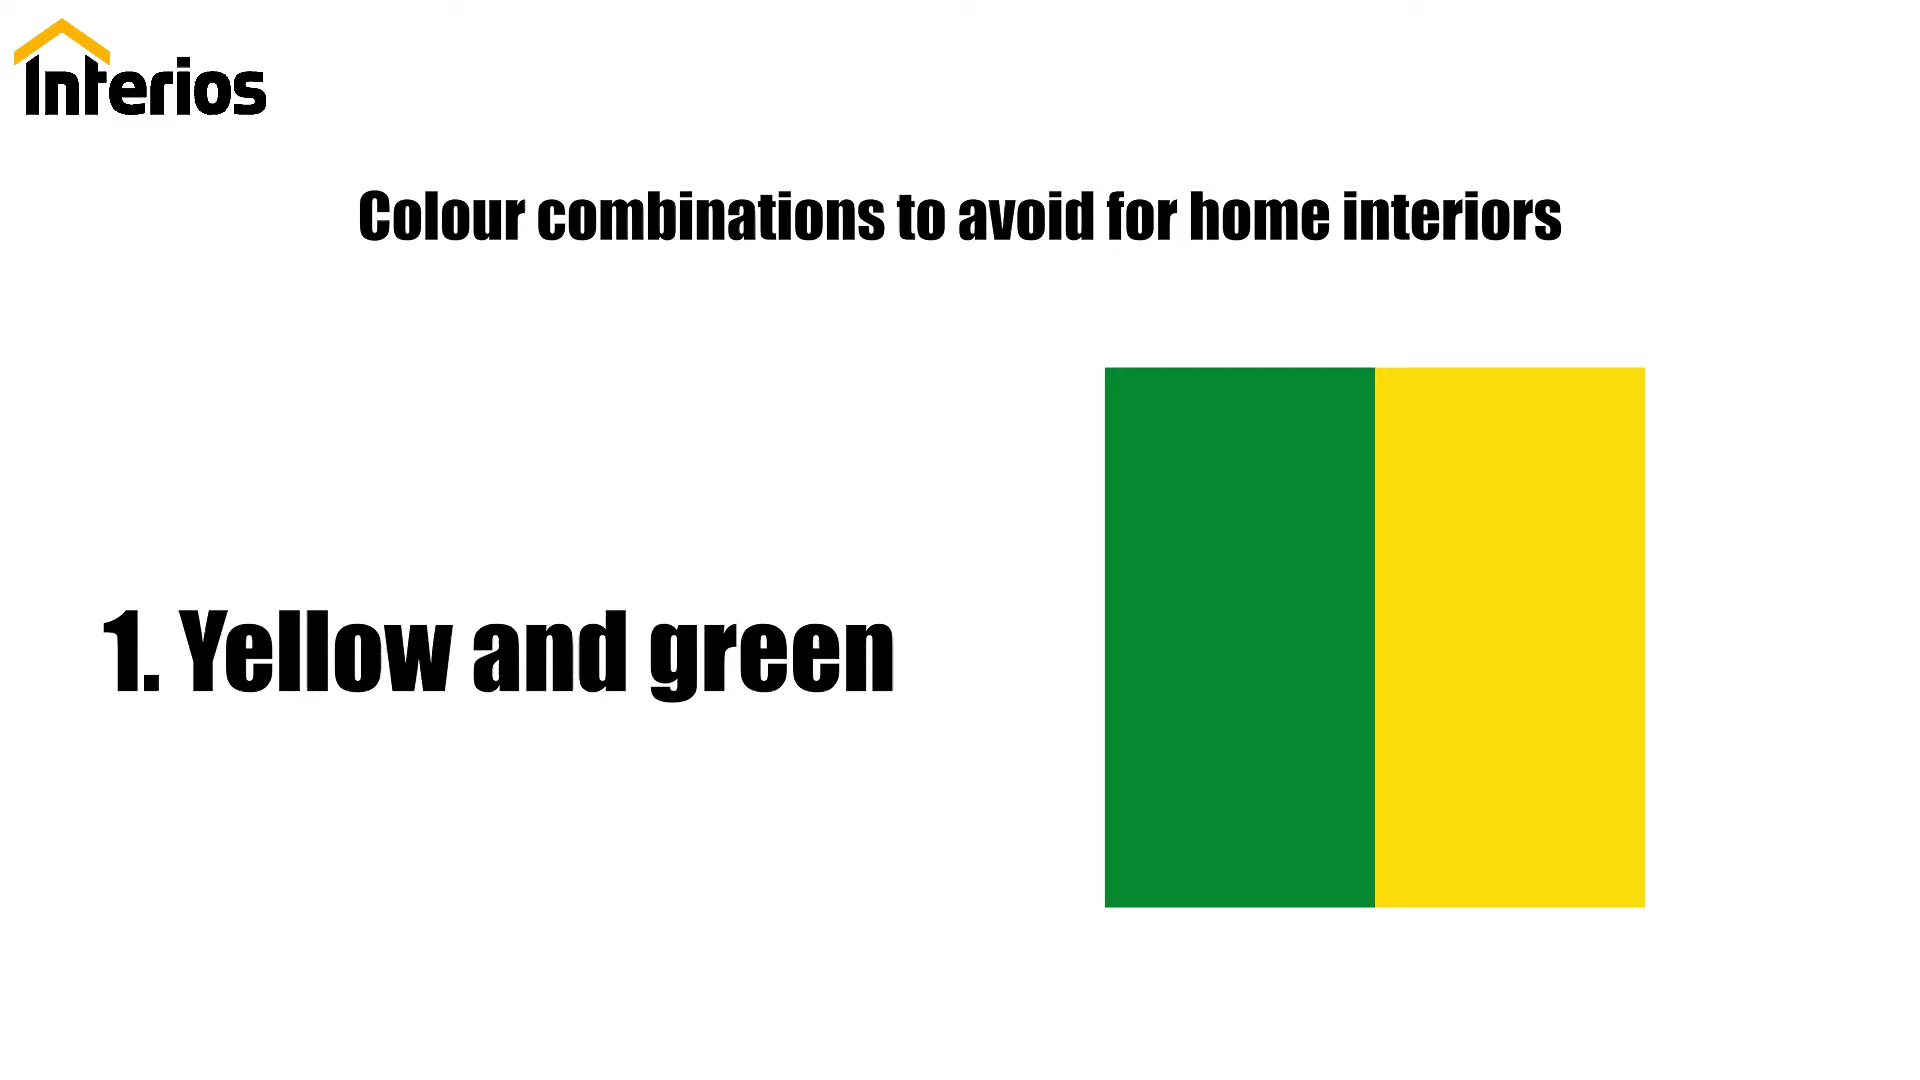 Interios
Colour combinations to avoid for home interiors
1. Yellow and green